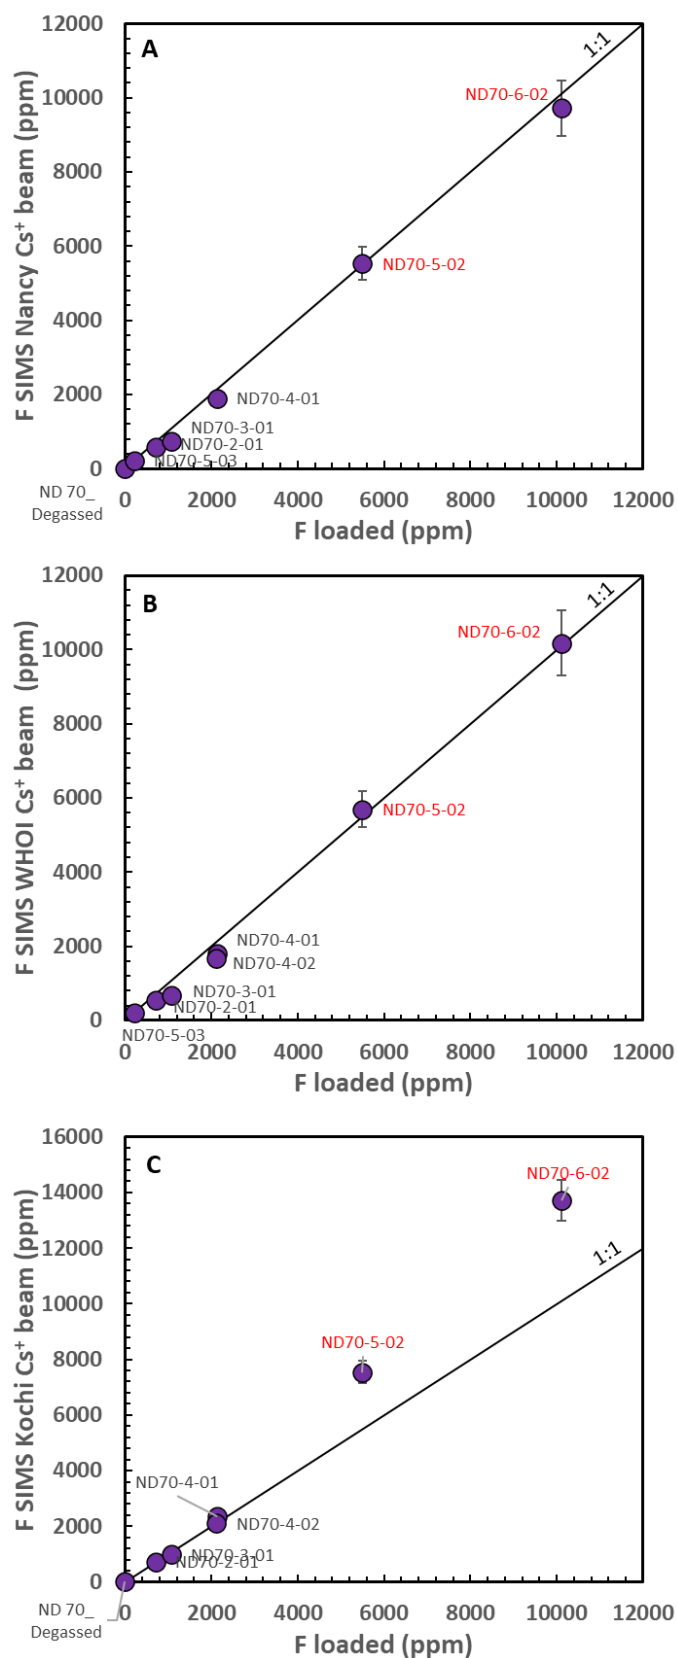 A
1:1
12000
10000
8000
6000
4000
2000
0
F SIMS Nancy Cs⁺ beam (ppm)
ND70-6-02
ND70-5-02
ND70-4-01
ND70-3-01
ND70-2-01
ND70-5-03
ND 70_
Degassed
0 2000 4000 6000 8000 10000 12000
F loaded (ppm)
B
1:1
12000
10000
8000
6000
4000
2000
0
F SIMS WHOI Cs⁺ beam (ppm)
ND70-6-02
ND70-5-02
ND70-4-01
ND70-4-02
ND70-3-01
ND70-2-01
ND70-5-03
0 2000 4000 6000 8000 10000 12000
F loaded (ppm)
C
1:1
16000
14000
12000
10000
8000
6000
4000
2000
0
F SIMS Kochi Cs⁺ beam (ppm)
ND70-6-02
ND70-5-02
ND70-4-01
ND70-4-02
ND70-3-01
ND70-2-01
ND 70_
Degassed
0 2000 4000 6000 8000 10000 12000
F loaded (ppm)